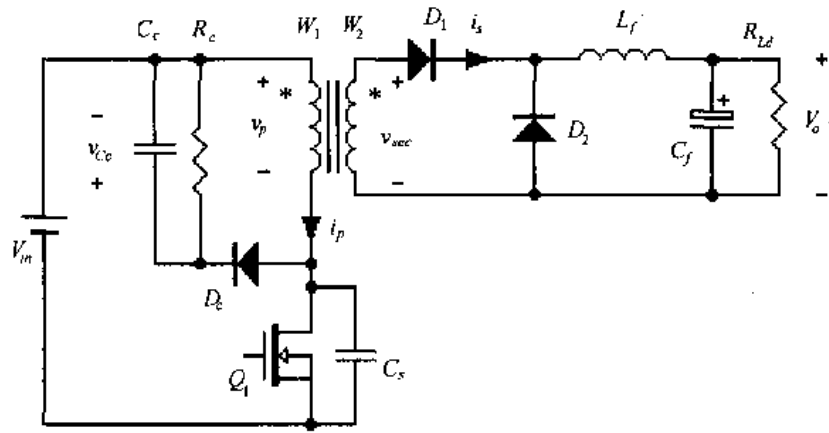 C_c R_c W_1 W_2 D_1 i_s L_f R_Ld
+ * * + +
− v_Cc + v_p v_sec D_2 + C_f V_o
− − −
V_in D_c i_p
Q_1 C_s